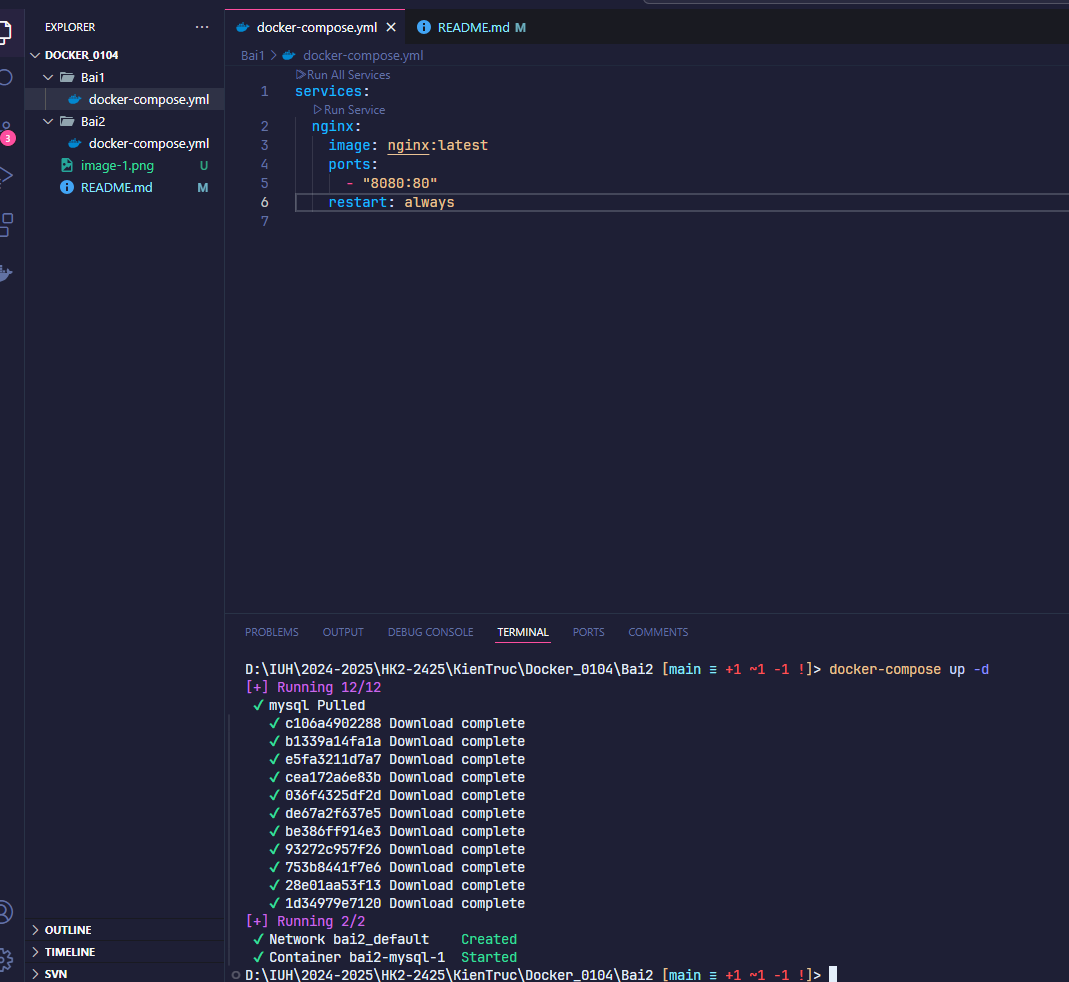 EXPLORER ...
DOCKER_0104
Bai1
docker-compose.yml
Bai2
docker-compose.yml
image-1.png U
README.md M
3
OUTLINE
TIMELINE
SVN
docker-compose.yml README.md M
Bai1 > docker-compose.yml
Run All Services
1 services:
Run Service
2 nginx:
3 image: nginx:latest
4 ports:
5 - "8080:80"
6 restart: always
7
PROBLEMS OUTPUT DEBUG CONSOLE TERMINAL PORTS COMMENTS
D:\IUH\2024-2025\HK2-2425\KienTruc\Docker_0104\Bai2 [main ≡ +1 ~1 -1 !]> docker-compose up -d
[+] Running 12/12
✓ mysql Pulled
✓ c106a4902288 Download complete
✓ b1339a14fa1a Download complete
✓ e5fa3211d7a7 Download complete
✓ cea172a6e83b Download complete
✓ 036f4325df2d Download complete
✓ de67a2f637e5 Download complete
✓ be386ff914e3 Download complete
✓ 93272c957f26 Download complete
✓ 753b8441f7e6 Download complete
✓ 28e01aa53f13 Download complete
✓ 1d34979e7120 Download complete
[+] Running 2/2
✓ Network bai2_default Created
✓ Container bai2-mysql-1 Started
D:\IUH\2024-2025\HK2-2425\KienTruc\Docker_0104\Bai2 [main ≡ +1 ~1 -1 !]>